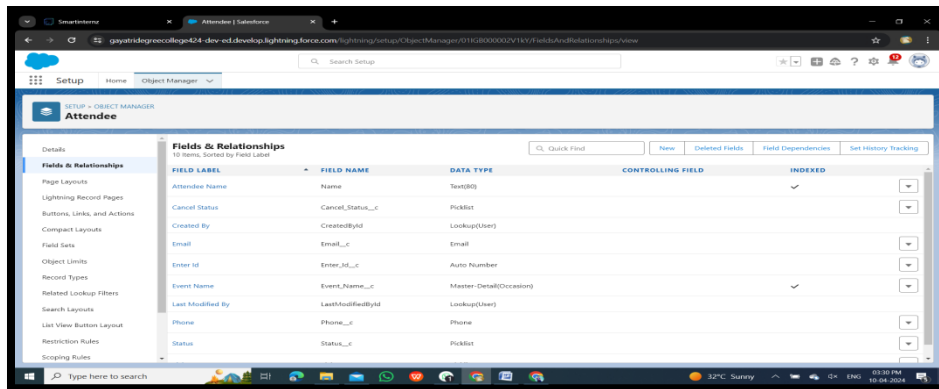 Smartinternz
Attendee | Salesforce
gayatridegreecollege424-dev-ed.develop.lightning.force.com/lightning/setup/ObjectManager/01IGB000002V1kY/FieldsAndRelationships/view
Search Setup
12
Setup Home Object Manager
SETUP > OBJECT MANAGER
Attendee
Details
Fields & Relationships
Page Layouts
Lightning Record Pages
Buttons, Links, and Actions
Compact Layouts
Field Sets
Object Limits
Record Types
Related Lookup Filters
Search Layouts
List View Button Layout
Restriction Rules
Scoping Rules
Fields & Relationships
10 Items, Sorted by Field Label
Quick Find New Deleted Fields Field Dependencies Set History Tracking
FIELD LABEL FIELD NAME DATA TYPE CONTROLLING FIELD INDEXED
Attendee Name Name Text(80)
Cancel Status Cancel_Status__c Picklist
Created By CreatedById Lookup(User)
Email Email__c Email
Enter Id Enter_Id__c Auto Number
Event Name Event_Name__c Master-Detail(Occasion)
Last Modified By LastModifiedById Lookup(User)
Phone Phone__c Phone
Status Status__c Picklist
Type here to search
32°C Sunny
ENG
03:30 PM
10-04-2024